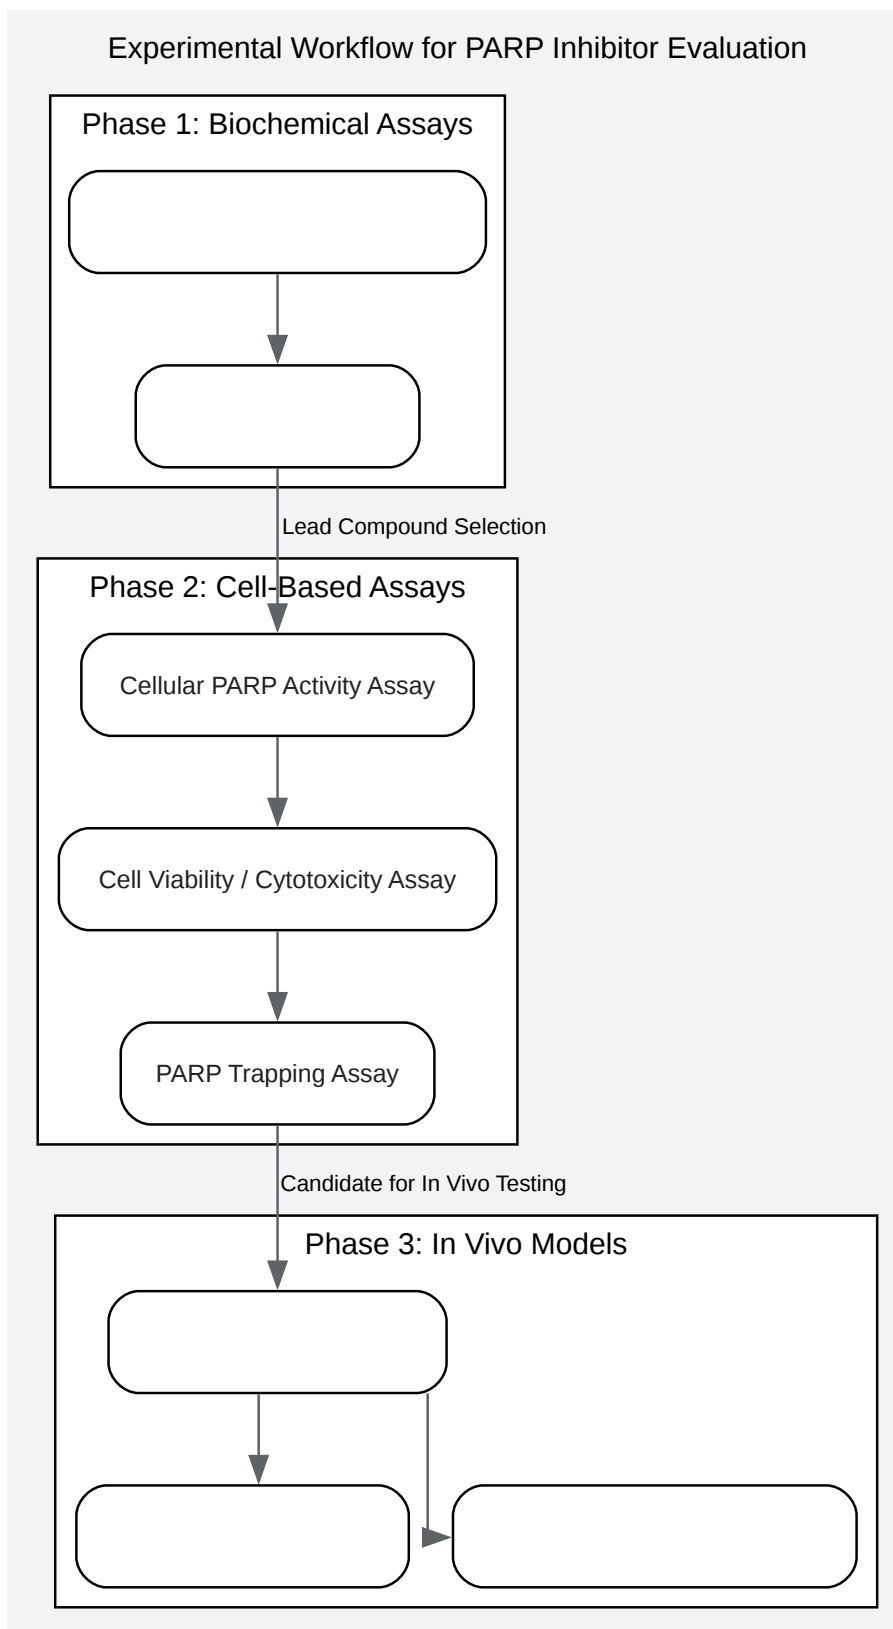 Experimental Workflow for PARP Inhibitor Evaluation
Phase 1: Biochemical Assays
Lead Compound Selection
Phase 2: Cell-Based Assays
Cellular PARP Activity Assay
Cell Viability / Cytotoxicity Assay
PARP Trapping Assay
Candidate for In Vivo Testing
Phase 3: In Vivo Models